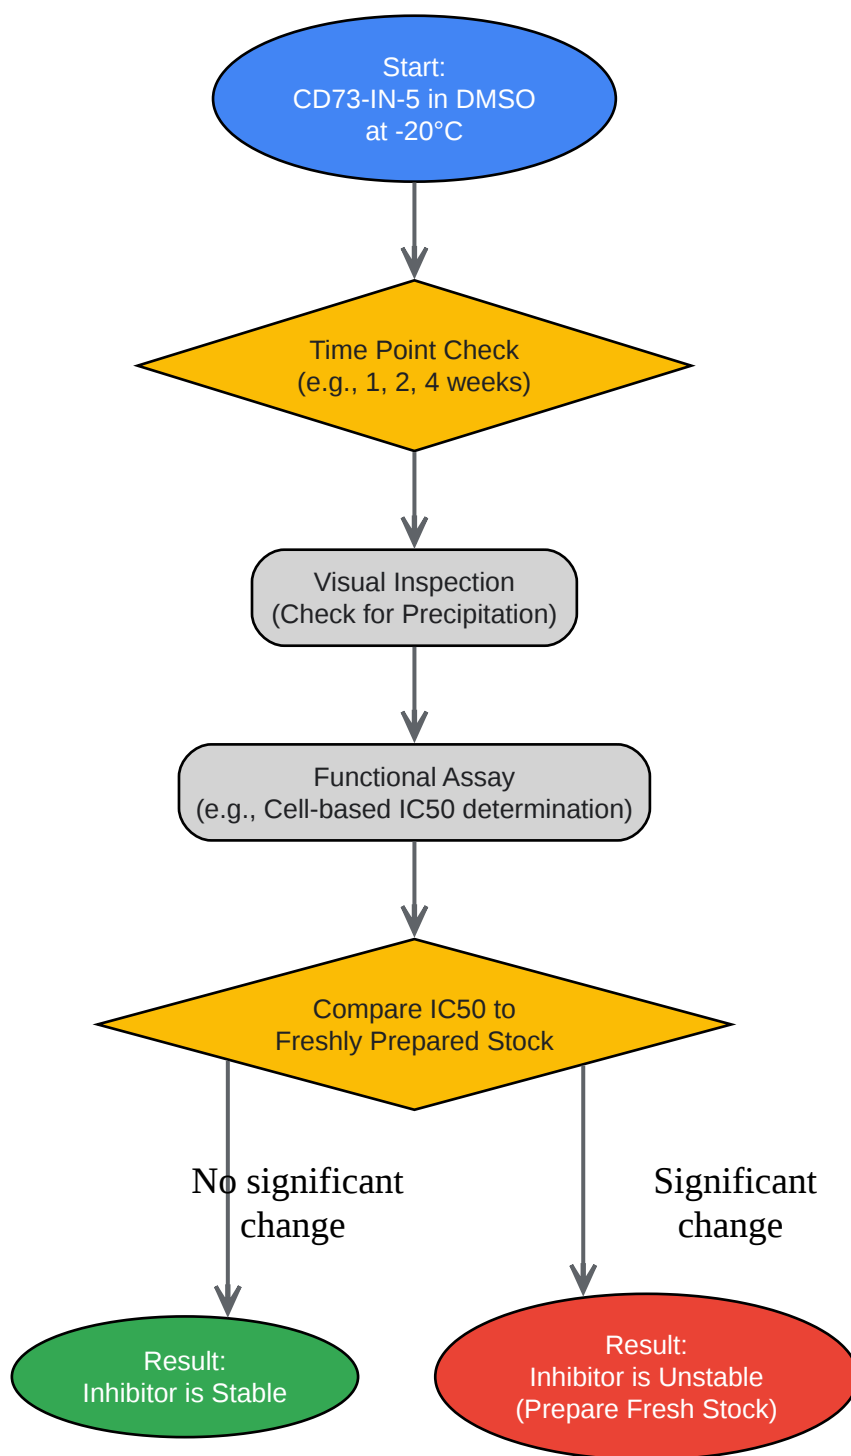 Start:
CD73-IN-5 in DMSO
at -20°C
Time Point Check
(e.g., 1, 2, 4 weeks)
Visual Inspection
(Check for Precipitation)
Functional Assay
(e.g., Cell-based IC50 determination)
Compare IC50 to
Freshly Prepared Stock
No significant
change
Significant
change
Result:
Inhibitor is Stable
Result:
Inhibitor is Unstable
(Prepare Fresh Stock)